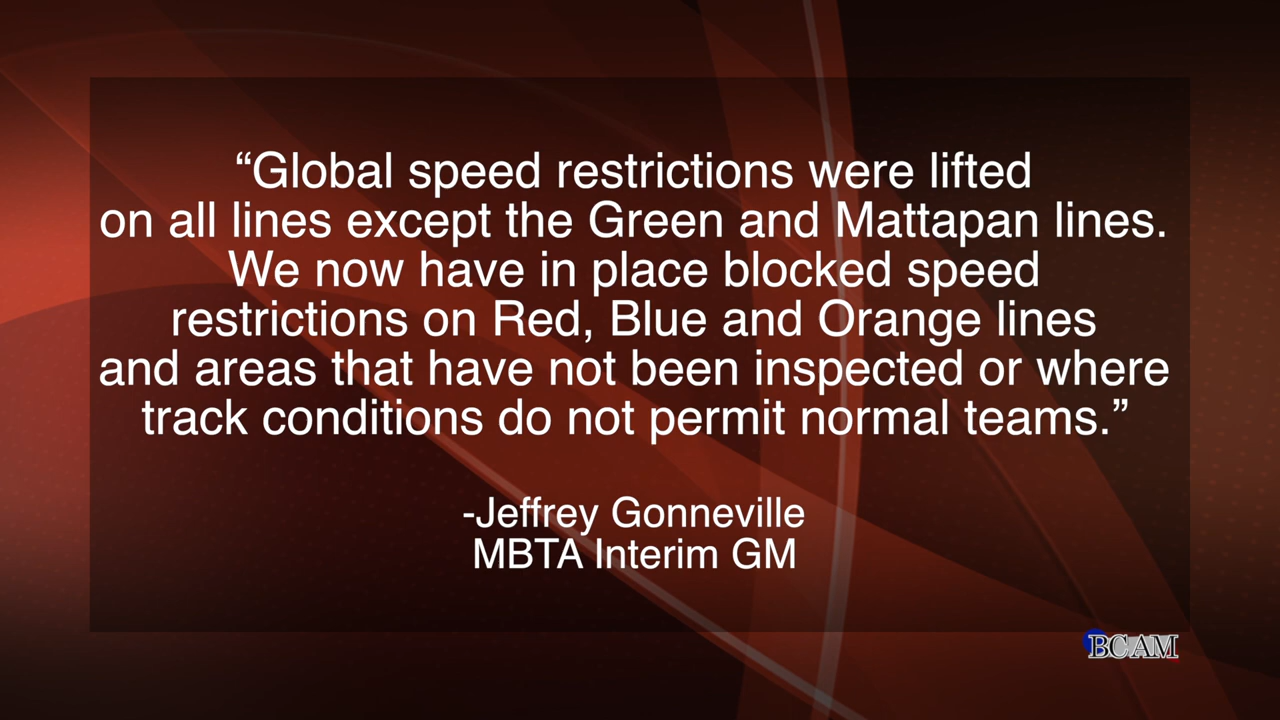 “Global speed restrictions were lifted
on all lines except the Green and Mattapan lines.
We now have in place blocked speed
restrictions on Red, Blue and Orange lines
and areas that have not been inspected or where
track conditions do not permit normal teams.”
-Jeffrey Gonneville
MBTA Interim GM
BCAM